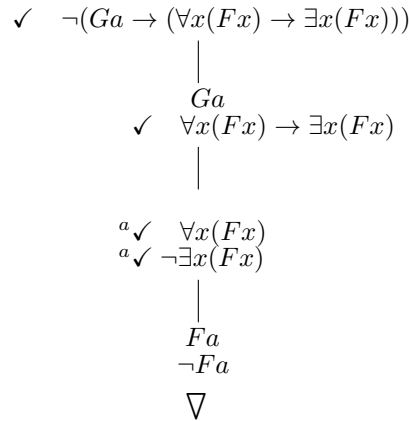 ✓ ¬(Ga → (∀x(Fx) → ∃x(Fx)))
Ga
✓ ∀x(Fx) → ∃x(Fx)
a✓ ∀x(Fx)
a✓ ¬∃x(Fx)
Fa
¬Fa
∇